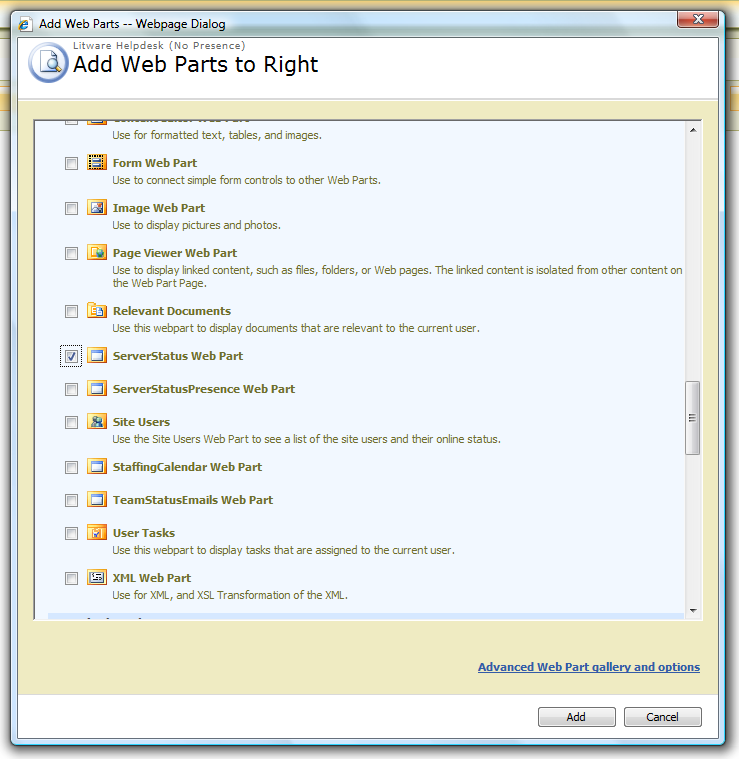 Add Web Parts -- Webpage Dialog
Litware Helpdesk (No Presence)
Add Web Parts to Right
Use for formatted text, tables, and images.
Form Web Part
Use to connect simple form controls to other Web Parts.
Image Web Part
Use to display pictures and photos.
Page Viewer Web Part
Use to display linked content, such as files, folders, or Web pages. The linked content is isolated from other content on
the Web Part Page.
Relevant Documents
Use this webpart to display documents that are relevant to the current user.
ServerStatus Web Part
ServerStatusPresence Web Part
Site Users
Use the Site Users Web Part to see a list of the site users and their online status.
StaffingCalendar Web Part
TeamStatusEmails Web Part
User Tasks
Use this webpart to display tasks that are assigned to the current user.
XML Web Part
Use for XML, and XSL Transformation of the XML.
Advanced Web Part gallery and options
Add
Cancel